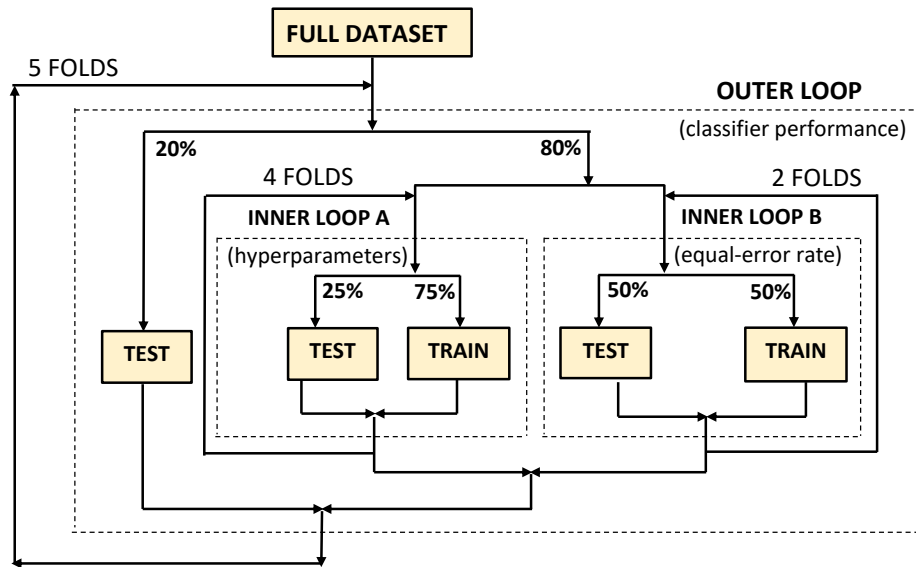 FULL DATASET
5 FOLDS
OUTER LOOP
(classifier performance)
20%
80%
4 FOLDS
2 FOLDS
INNER LOOP A
INNER LOOP B
(hyperparameters)
(equal-error rate)
25%
75%
50%
50%
TEST
TEST
TRAIN
TEST
TRAIN